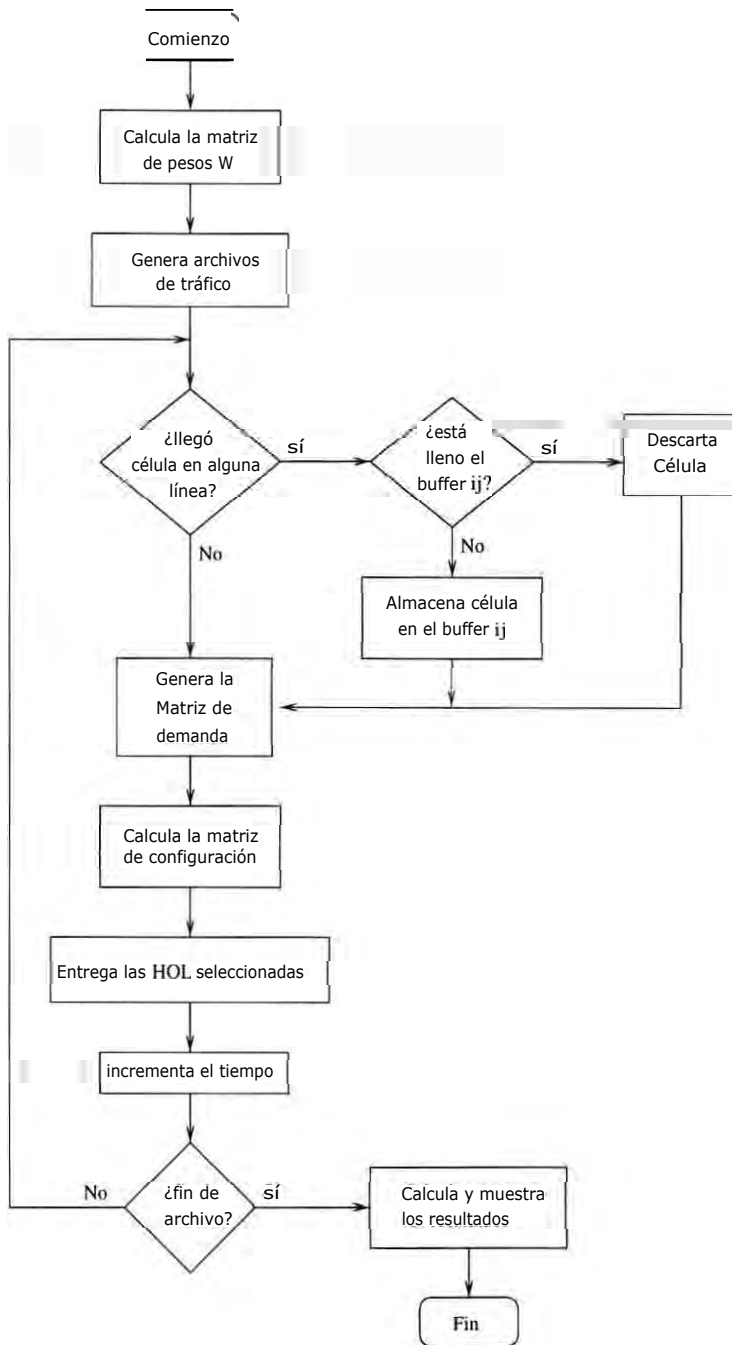 Comienzo
Calcula la matriz
de pesos W
Genera archivos
de tráfico
¿llegó
célula en alguna
línea?
sí
¿está
lleno el
buffer ij?
sí
Descarta
Célula
No
No
Almacena célula
en el buffer ij
Genera la
Matriz de
demanda
Calcula la matriz
de configuración
Entrega las HOL seleccionadas
incrementa el tiempo
No
¿fin de
archivo?
sí
Calcula y muestra
los resultados
Fin